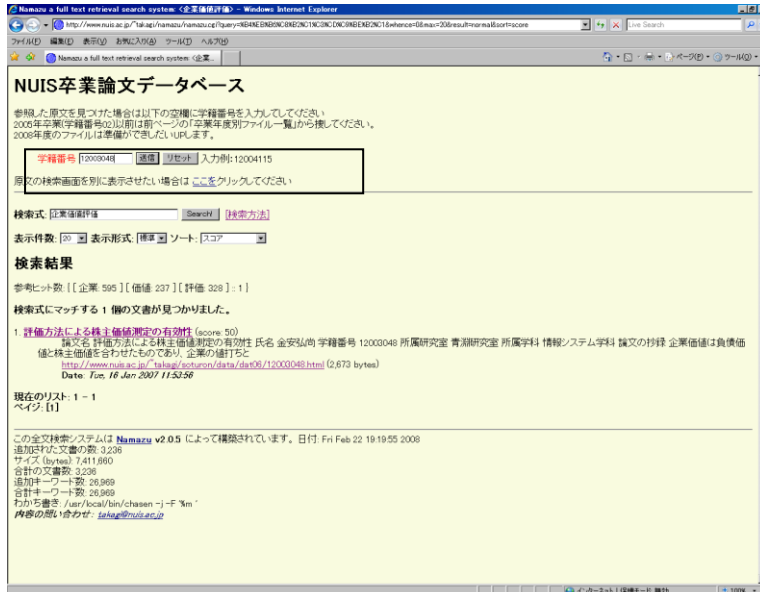 Namazu a full text retrieval search system: <企業価値評価> - Windows Internet Explorer
Live Search
ファイル(F) 編集(E) 表示(V) お気に入り(A) ツール(T) ヘルプ(H)
Namazu a full text retrieval search system: <企業...
ページ(P) ツール(O)
NUIS卒業論文データベース
参照した原文を見つけた場合は以下の空欄に学籍番号を入力してしてください
2005年卒業(学籍番号02)以前は前ページの「卒業年度別ファイル一覧」から捜してください。
2008年度のファイルは準備ができしだいUPします。
学籍番号 12003048 送信 リセット 入力例:12004115
原文の検索画面を別に表示させたい場合は ここをクリックしてください
検索式: 企業価値評価 Search! [検索方法]
表示件数: 20 表示形式: 標準 ソート: スコア
検索結果
参考ヒット数: [ [ 企業: 595 ] [ 価値: 237 ] [ 評価: 328 ] : 1 ]
検索式にマッチする 1 個の文書が見つかりました。
1. 評価方法による株主価値測定の有効性 (score: 50)
論文名 評価方法による株主価値測定の有効性 氏名 金安弘尚 学籍番号 12003048 所属研究室 青淵研究室 所属学科 情報システム学科 論文の抄録 企業価値は負債価
値と株主価値を合わせたものであり、企業の値打ちと
http://www.nuis.ac.jp/~takagi/soturon/data/dat06/12003048.html (2,673 bytes)
Date: Tue, 16 Jan 2007 11:53:56
現在のリスト: 1 - 1
ページ: [1]
この全文検索システムは Namazu v2.0.5 によって構築されています。 日付: Fri Feb 22 19:19:55 2008
追加された文書の数: 3,236
サイズ (bytes): 7,411,660
合計の文書数: 3,236
追加キーワード数: 26,969
合計キーワード数: 26,969
わかち書き: /usr/local/bin/chasen -j -F '%m '
内容の問い合わせ: takagi@nuis.ac.jp
100%